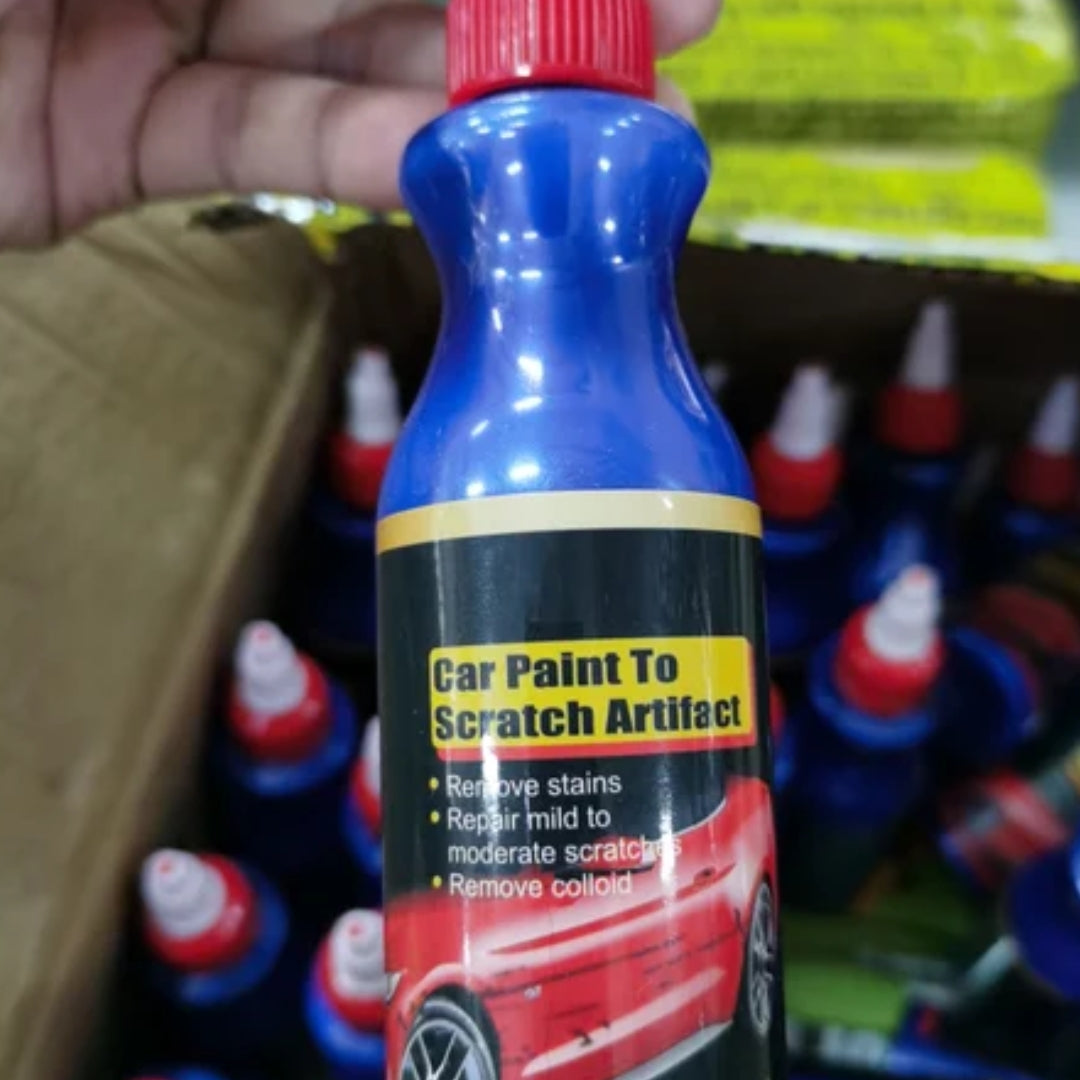 Car Paint To
Scratch Artifact
• Remove stains
• Repair mild to
moderate scratches
• Remove colloid